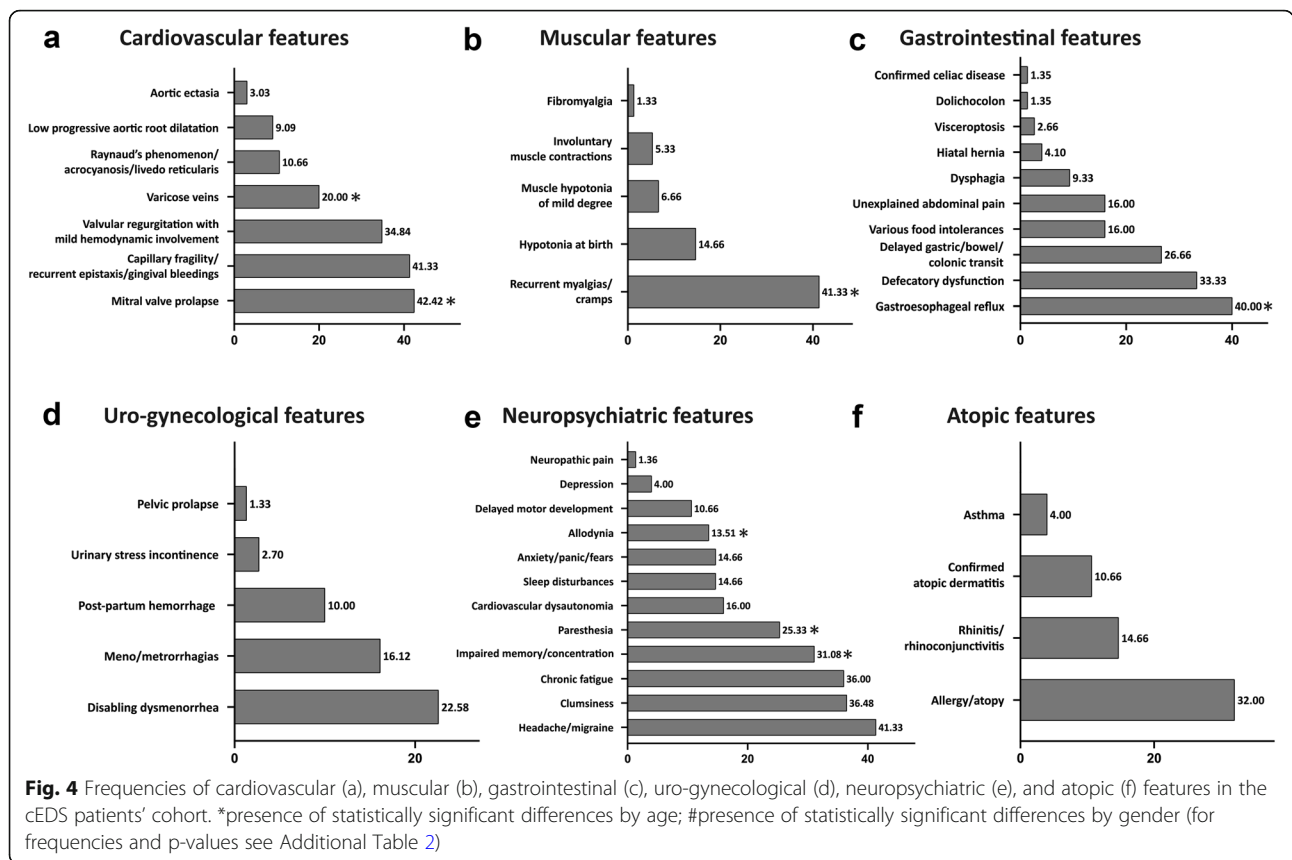 a Cardiovascular features
Aortic ectasia 3.03
Low progressive aortic root dilatation 9.09
Raynaud's phenomenon/
acrocyanosis/livedo reticularis 10.66
Varicose veins 20.00 *
Valvular regurgitation with
mild hemodynamic involvement 34.84
Capillary fragility/
recurrent epistaxis/gingival bleedings 41.33
Mitral valve prolapse 42.42 *
0 20 40
b Muscular features
Fibromyalgia 1.33
Involuntary
muscle contractions 5.33
Muscle hypotonia
of mild degree 6.66
Hypotonia at birth 14.66
Recurrent myalgias/
cramps 41.33 *
0 20 40
c Gastrointestinal features
Confirmed celiac disease 1.35
Dolichocolon 1.35
Visceroptosis 2.66
Hiatal hernia 4.10
Dysphagia 9.33
Unexplained abdominal pain 16.00
Various food intolerances 16.00
Delayed gastric/bowel/
colonic transit 26.66
Defecatory dysfunction 33.33
Gastroesophageal reflux 40.00 *
0 20 40
d Uro-gynecological features
Pelvic prolapse 1.33
Urinary stress incontinence 2.70
Post-partum hemorrhage 10.00
Meno/metrorrhagias 16.12
Disabling dysmenorrhea 22.58
0 20
e Neuropsychiatric features
Neuropathic pain 1.36
Depression 4.00
Delayed motor development 10.66
Allodynia 13.51 *
Anxiety/panic/fears 14.66
Sleep disturbances 14.66
Cardiovascular dysautonomia 16.00
Paresthesia 25.33 *
Impaired memory/concentration 31.08 *
Chronic fatigue 36.00
Clumsiness 36.48
Headache/migraine 41.33
0 20 40
f Atopic features
Asthma 4.00
Confirmed
atopic dermatitis 10.66
Rhinitis/
rhinoconjunctivitis 14.66
Allergy/atopy 32.00
0 20
Fig. 4 Frequencies of cardiovascular (a), muscular (b), gastrointestinal (c), uro-gynecological (d), neuropsychiatric (e), and atopic (f) features in the
cEDS patients' cohort. *presence of statistically significant differences by age; #presence of statistically significant differences by gender (for
frequencies and p-values see Additional Table 2)